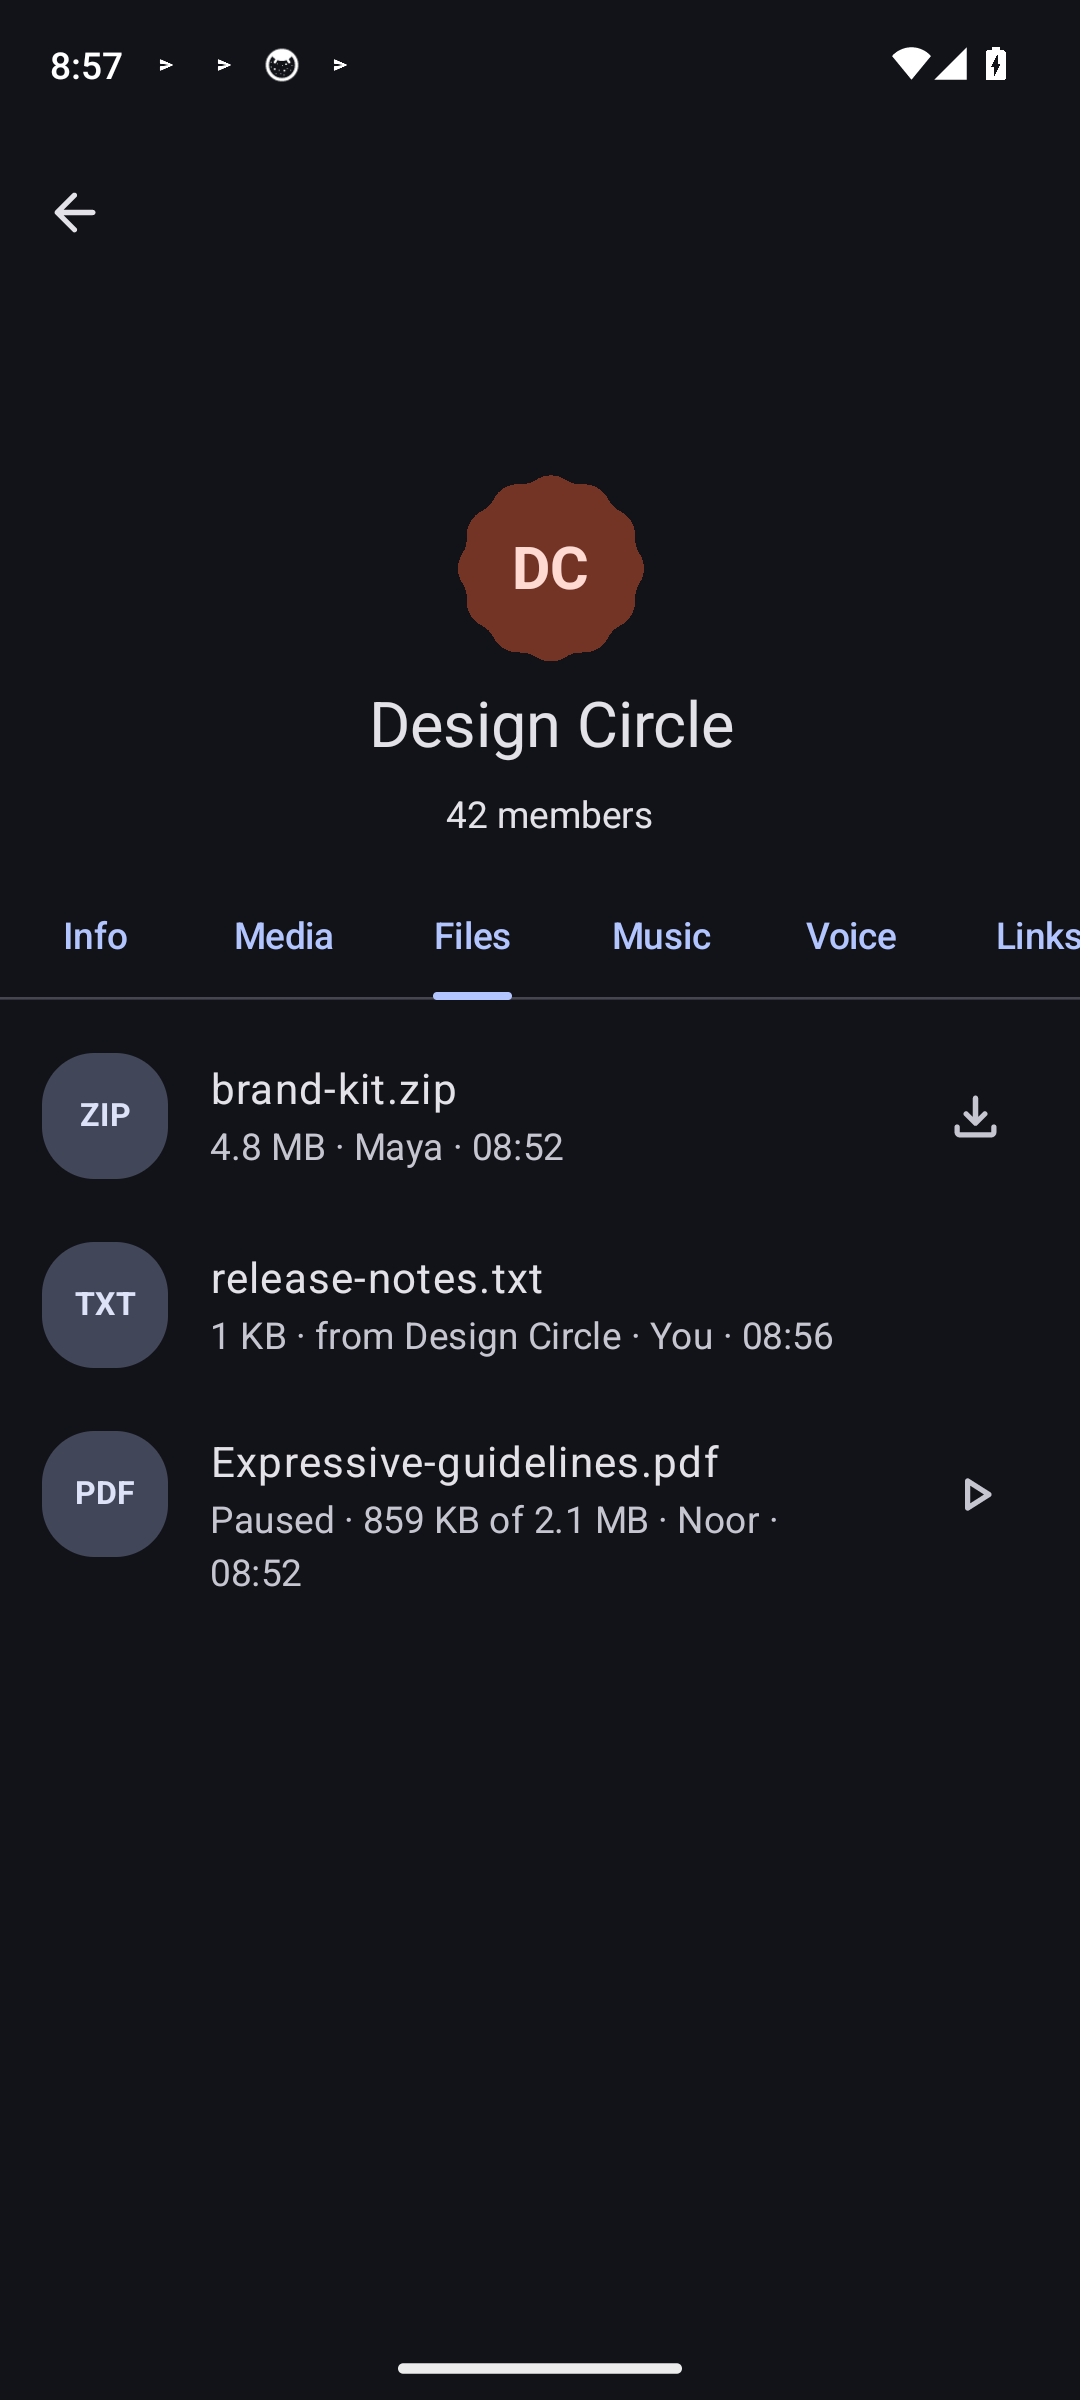 8:57
DC
Design Circle
42 members
Info Media Files Music Voice Links
ZIP
brand-kit.zip
4.8 MB · Maya · 08:52
TXT
release-notes.txt
1 KB · from Design Circle · You · 08:56
PDF
Expressive-guidelines.pdf
Paused · 859 KB of 2.1 MB · Noor ·
08:52